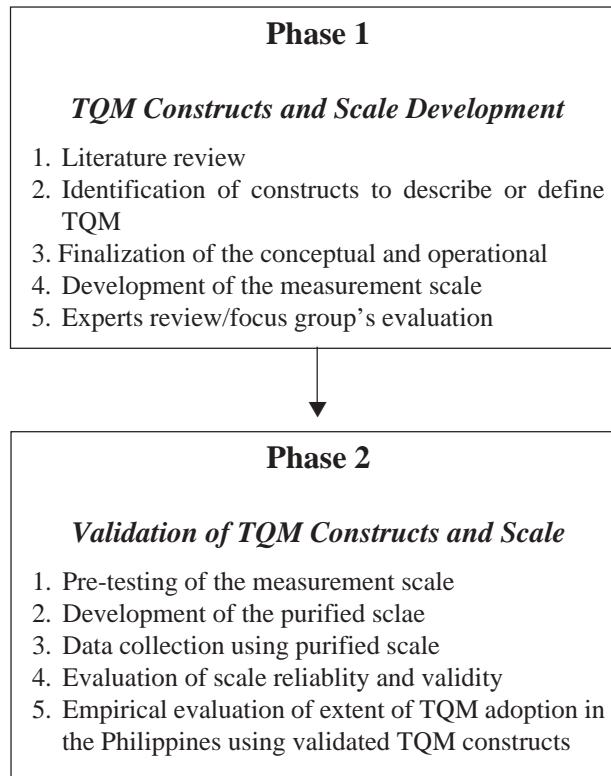 Phase 1
TQM Constructs and Scale Development
1. Literature review
2. Identification of constructs to describe or define
TQM
3. Finalization of the conceptual and operational
4. Development of the measurement scale
5. Experts review/focus group’s evaluation
Phase 2
Validation of TQM Constructs and Scale
1. Pre-testing of the measurement scale
2. Development of the purified sclae
3. Data collection using purified scale
4. Evaluation of scale reliablity and validity
5. Empirical evaluation of extent of TQM adoption in
the Philippines using validated TQM constructs